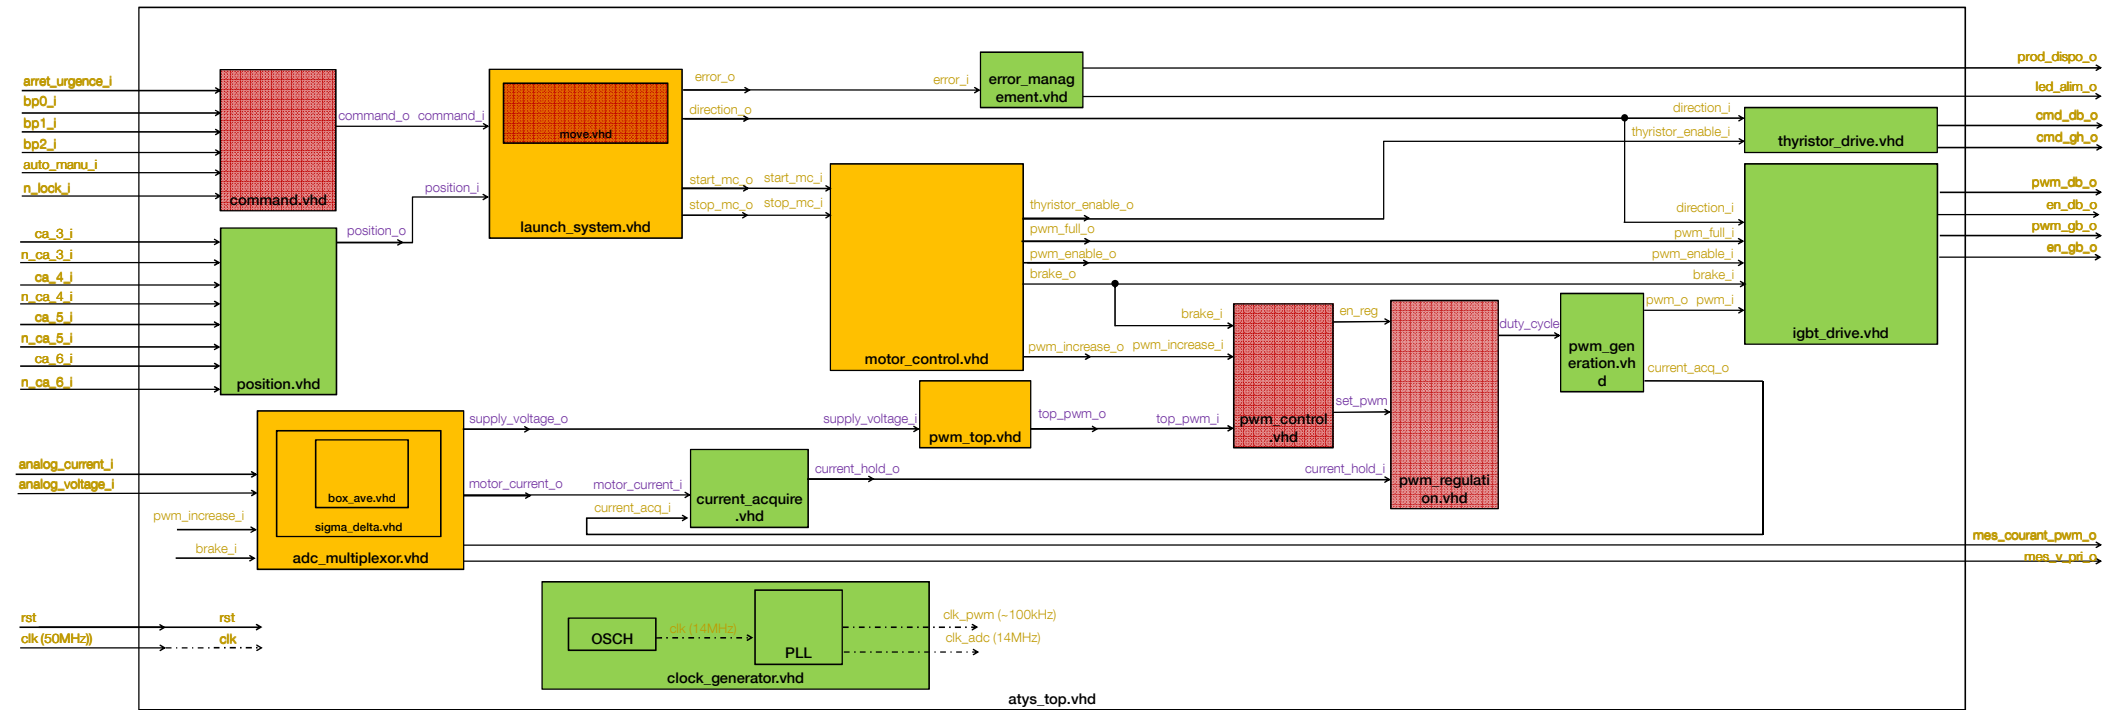 arret_urgence_i
bp0_i
bp1_i
bp2_i
auto_manu_i
n_lock_i
command.vhd
command_o
command_i
ca_3_i
n_ca_3_i
ca_4_i
n_ca_4_i
ca_5_i
n_ca_5_i
ca_6_i
n_ca_6_i
position.vhd
position_o
position_i
move.vhd
launch_system.vhd
error_o
direction_o
start_mc_o
start_mc_i
stop_mc_o
stop_mc_i
error_i
error_manag
ement.vhd
prod_dispo_o
led_alim_o
motor_control.vhd
thyristor_enable_o
pwm_full_o
pwm_enable_o
brake_o
pwm_increase_o
pwm_increase_i
brake_i
direction_i
thyristor_enable_i
thyristor_drive.vhd
cmd_db_o
cmd_gh_o
direction_i
pwm_full_i
pwm_enable_i
brake_i
pwm_o
pwm_i
igbt_drive.vhd
pwm_db_o
en_db_o
pwm_gb_o
en_gb_o
en_reg
set_pwm
pwm_control
.vhd
pwm_regulati
on.vhd
duty_cycle
pwm_gen
eration.vh
d
current_acq_o
analog_current_i
analog_voltage_i
pwm_increase_i
brake_i
box_ave.vhd
sigma_delta.vhd
adc_multiplexor.vhd
supply_voltage_o
supply_voltage_i
pwm_top.vhd
top_pwm_o
top_pwm_i
motor_current_o
motor_current_i
current_acq_i
current_acquire
.vhd
current_hold_o
current_hold_i
mes_courant_pwm_o
mes_v_pri_o
rst
rst
clk (50MHz))
clk
OSCH
clk (14MHz)
PLL
clock_generator.vhd
clk_pwm (~100kHz)
clk_adc (14MHz)
atys_top.vhd